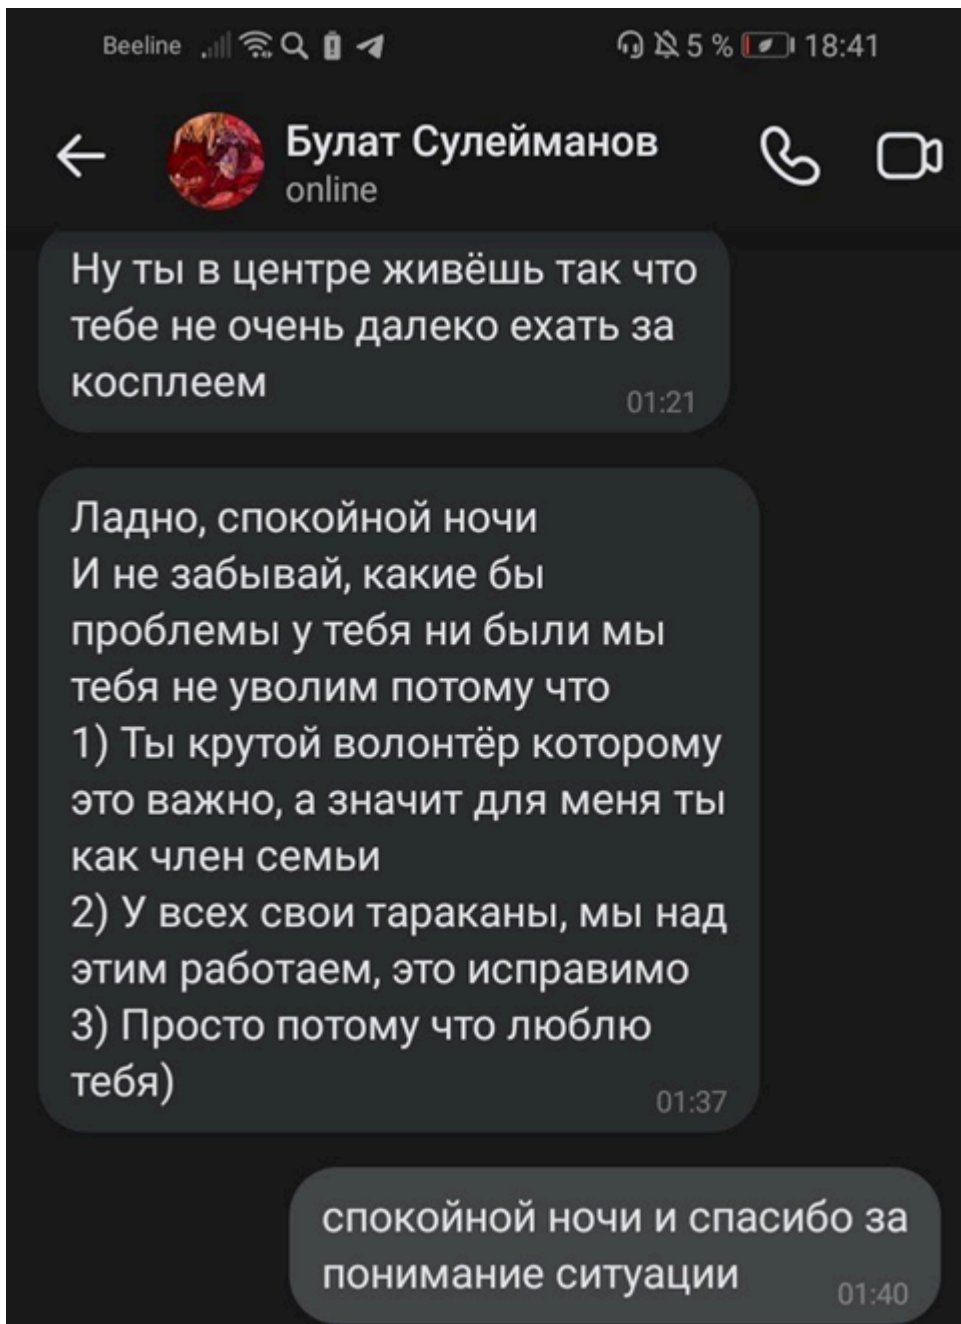 Beeline 5 % 18:41
Булат Сулейманов
online
Ну ты в центре живёшь так что
тебе не очень далеко ехать за
косплеем
01:21
Ладно, спокойной ночи
И не забывай, какие бы
проблемы у тебя ни были мы
тебя не уволим потому что
1) Ты крутой волонтёр которому
это важно, а значит для меня ты
как член семьи
2) У всех свои тараканы, мы над
этим работаем, это исправимо
3) Просто потому что люблю
тебя)
01:37
спокойной ночи и спасибо за
понимание ситуации
01:40